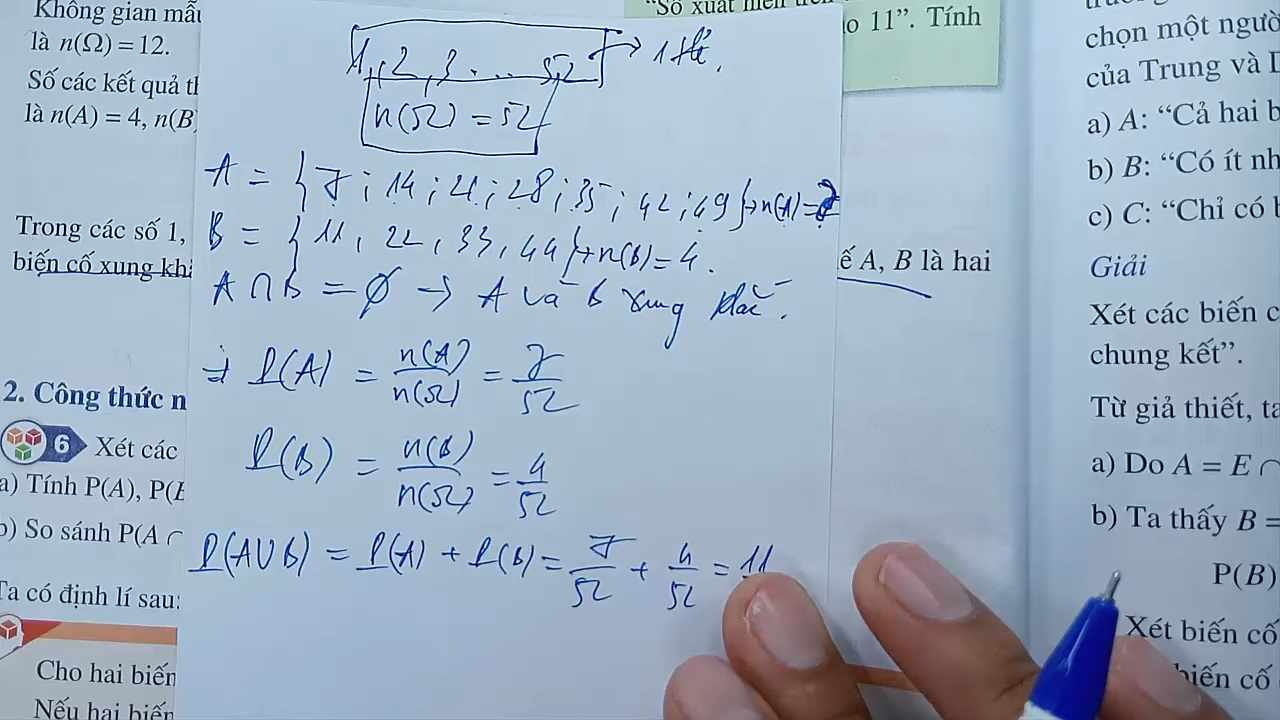 Không gian mẫu
là n(Ω) = 12.
Số các kết quả th
là n(A) = 4, n(B)
Trong các số 1,
biến cố xung kh
2. Công thức n
6 Xét các
a) Tính P(A), P(B
b) So sánh P(A ∩
Ta có định lí sau:
Cho hai biến
Nếu hai biến
1, 2, 3 ... 52 → 1 thẻ.
n(Ω) = 52
A = {7; 14; 21; 28; 35; 42; 49} → n(A) = 7
B = {11, 22, 33, 44} → n(B) = 4.
A ∩ B = ∅ → A và B xung khắc.
⇒ P(A) = n(A)/n(Ω) = 7/52
P(B) = n(B)/n(Ω) = 4/52
P(A∪B) = P(A) + P(B) = 7/52 + 4/52 = 11
"Số xuất hiện trên
o 11". Tính
ế A, B là hai
chọn một ngườ
của Trung và D
a) A: "Cả hai b
b) B: "Có ít nh
c) C: "Chỉ có b
Giải
Xét các biến c
chung kết".
Từ giả thiết, ta
a) Do A = E ∩
b) Ta thấy B =
P(B)
Xét biến cố
biến cố